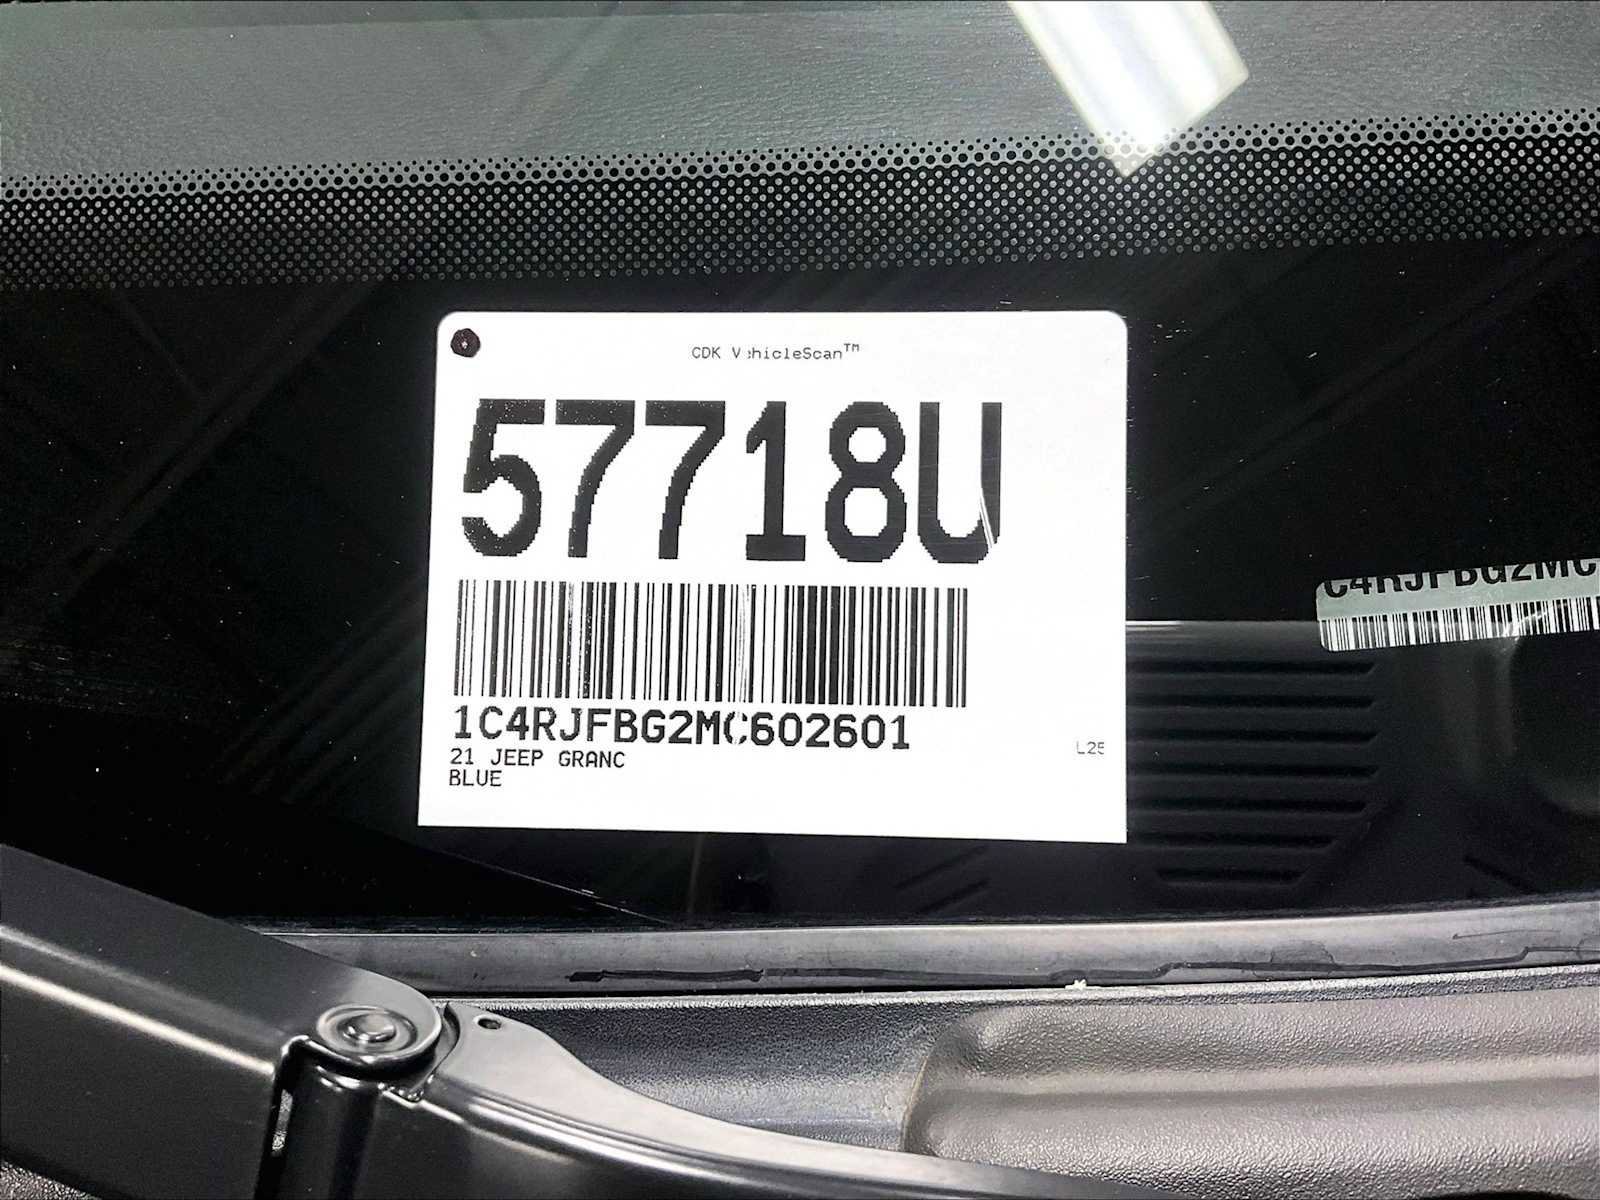 CDK VehicleScan™
57718U
1C4RJFBG2MC602601
21 JEEP GRANC
BLUE
L25
C4RJFBG2MC